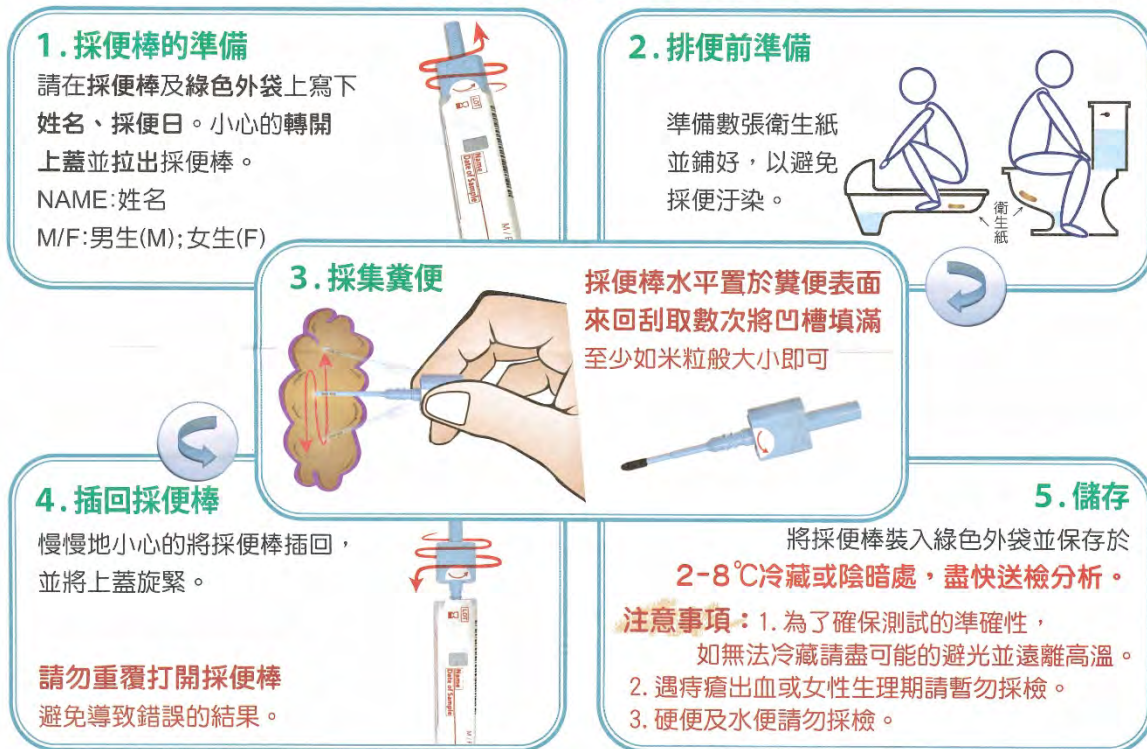 1.採便棒的準備
請在採便棒及綠色外袋上寫下
姓名、採便日。小心的轉開
上蓋並拉出採便棒。
NAME:姓名
M/F:男生(M);女生(F)
LOT
Name
Date of Sample
M / F
2.排便前準備
準備數張衛生紙
並鋪好,以避免
採便汙染。
衛生紙
3.採集糞便
採便棒水平置於糞便表面
來回刮取數次將凹槽填滿
至少如米粒般大小即可
4.插回採便棒
慢慢地小心的將採便棒插回,
並將上蓋旋緊。
請勿重覆打開採便棒
避免導致錯誤的結果。
LOT
Name
Date of Sample
M / F
5.儲存
將採便棒裝入綠色外袋並保存於
2-8℃冷藏或陰暗處,盡快送檢分析。
注意事項:1. 為了確保測試的準確性,
如無法冷藏請盡可能的避光並遠離高溫。
2. 遇痔瘡出血或女性生理期請暫勿採檢。
3. 硬便及水便請勿採檢。